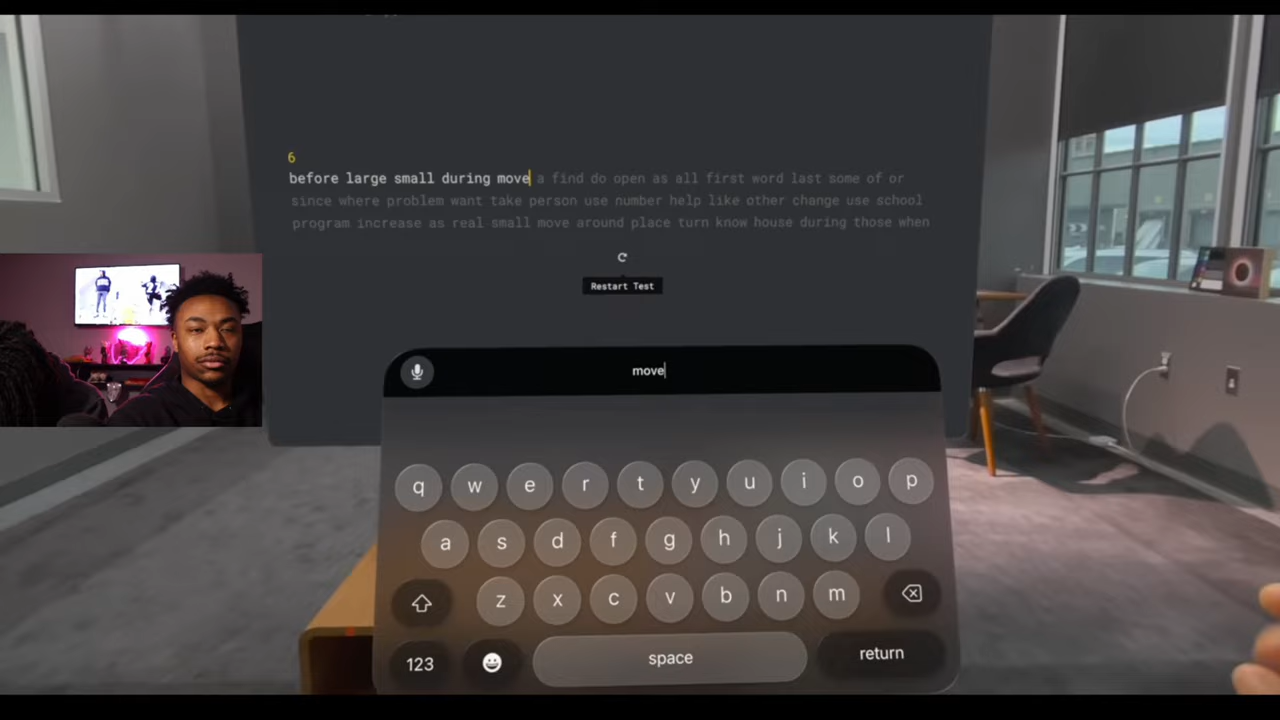 6
before large small during move a find do open as all first word last some of or
since where problem want take person use number help like other change use school
program increase as real small move around place turn know house during those when
Restart Test
move
q w e r t y u i o p
a s d f g h j k l
z x c v b n m
123 space return